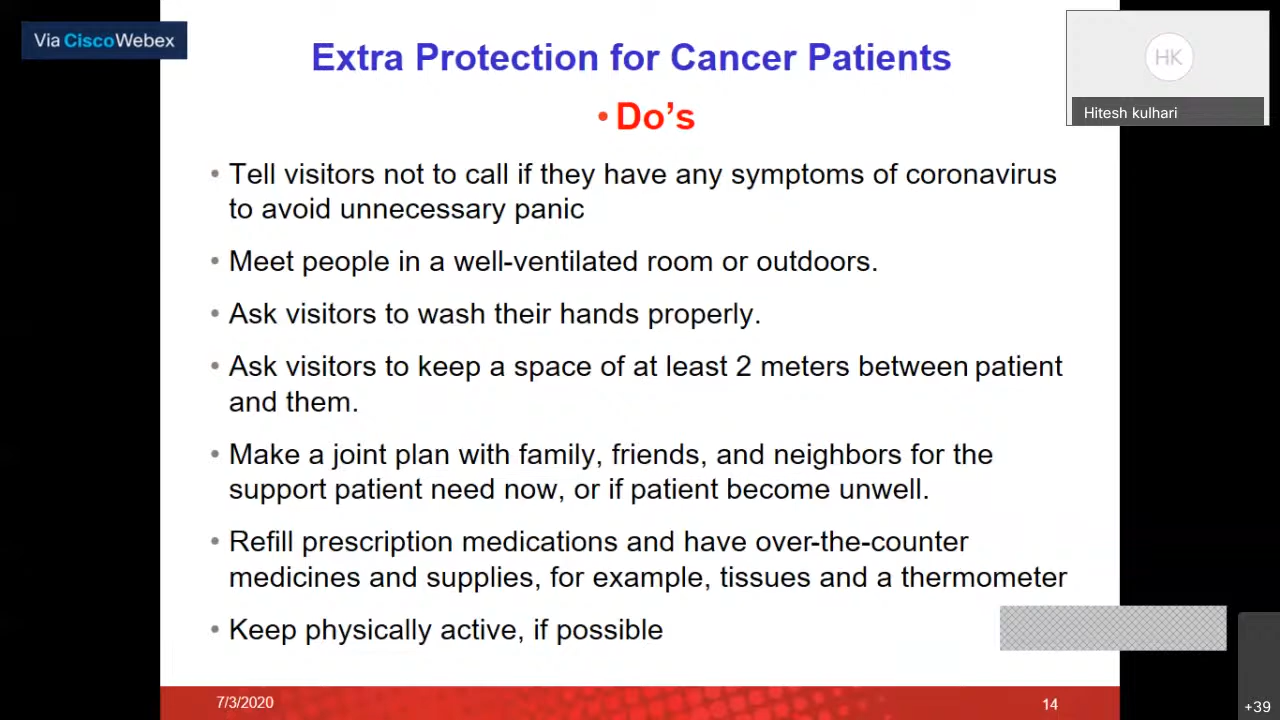 Via CiscoWebex
Extra Protection for Cancer Patients
• Do's
• Tell visitors not to call if they have any symptoms of coronavirus
to avoid unnecessary panic
• Meet people in a well-ventilated room or outdoors.
• Ask visitors to wash their hands properly.
• Ask visitors to keep a space of at least 2 meters between patient
and them.
• Make a joint plan with family, friends, and neighbors for the
support patient need now, or if patient become unwell.
• Refill prescription medications and have over-the-counter
medicines and supplies, for example, tissues and a thermometer
• Keep physically active, if possible
HK
Hitesh kulhari
7/3/2020
14
+39